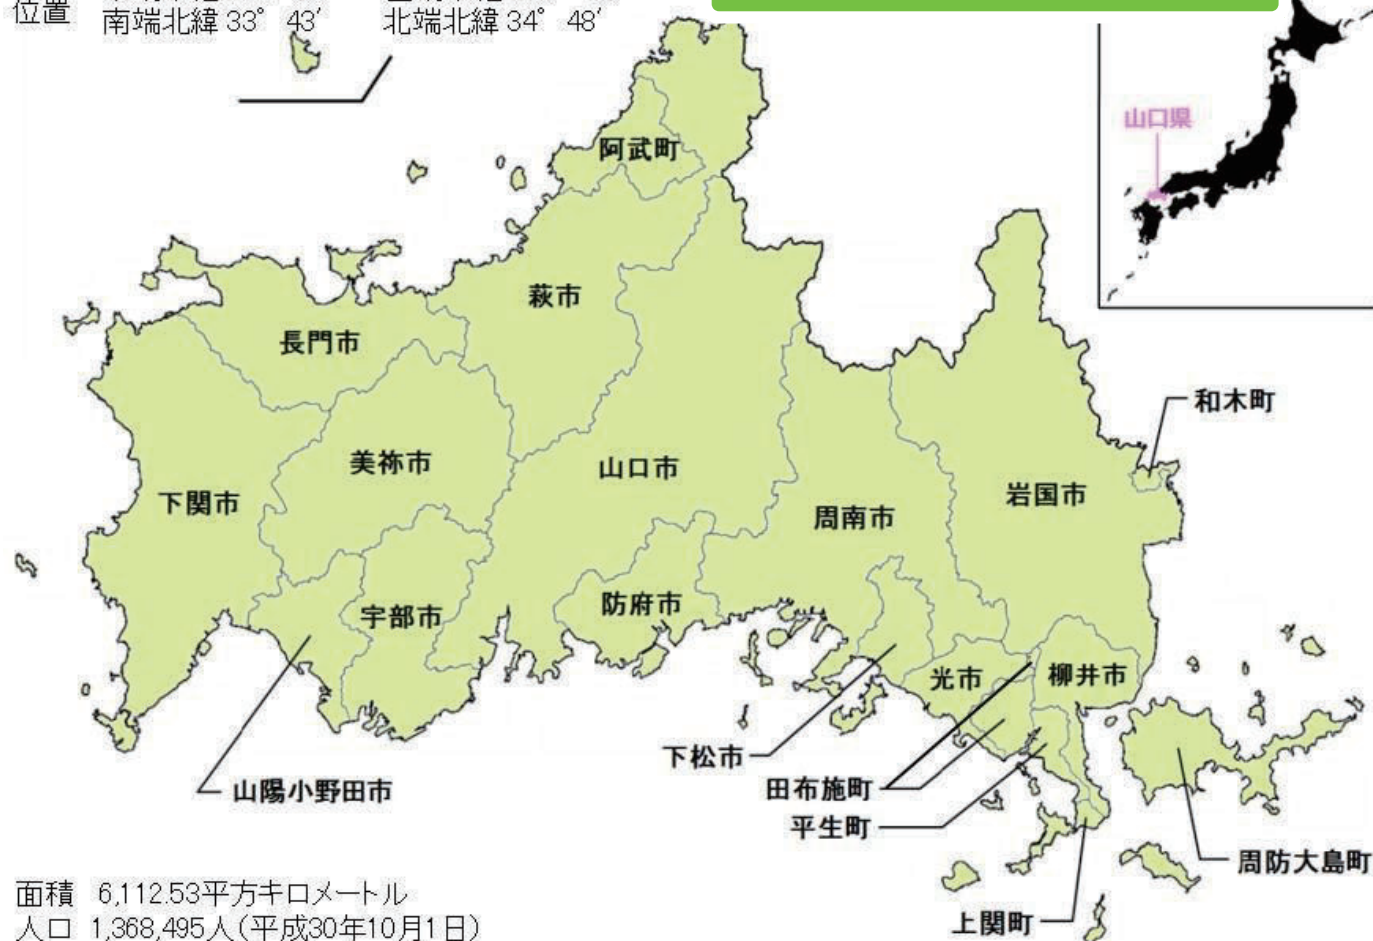 位置
南端北緯 33° 43′ 北端北緯 34° 48′
山口県
阿武町
萩市
長門市
和木町
美祢市
山口市
下関市
岩国市
周南市
防府市
宇部市
光市
柳井市
下松市
田布施町
山陽小野田市
平生町
周防大島町
上関町
面積 6,112.53平方キロメートル
人口 1,368,495人(平成30年10月1日)